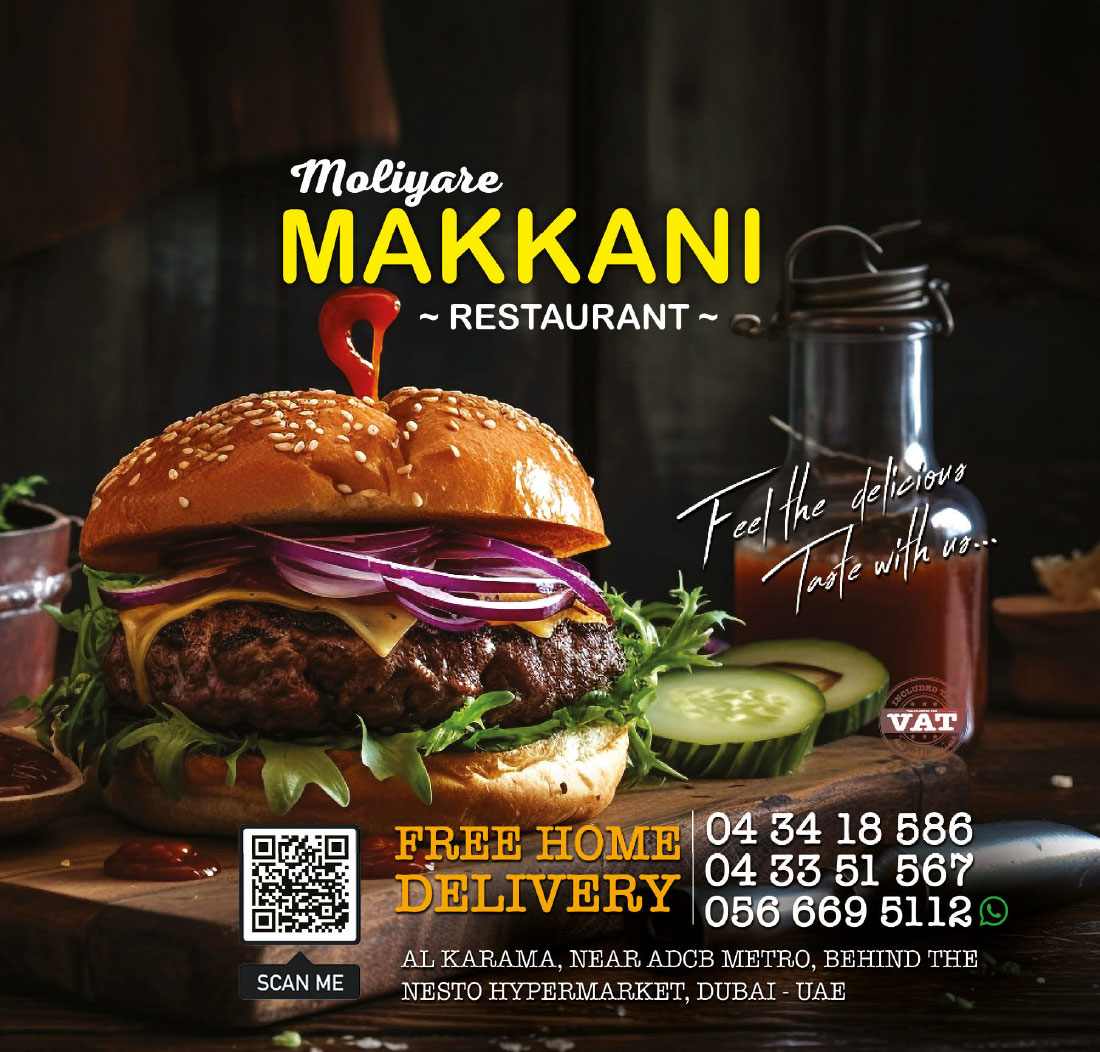 Moliyare
MAKKANI
~ RESTAURANT ~
Feel the delicious
Taste with us...
INCLUDED
VAT
FREE HOME
DELIVERY
04 34 18 586
04 33 51 567
056 669 5112
SCAN ME
AL KARAMA, NEAR ADCB METRO, BEHIND THE
NESTO HYPERMARKET, DUBAI - UAE